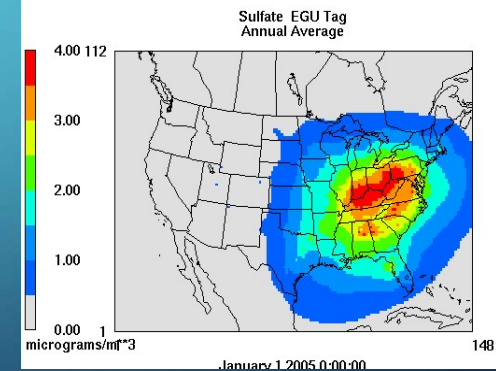 Sulfate EGU Tag
Annual Average
4.00 112
3.00
2.00
1.00
0.00 1
micrograms/m**3 148
January 1,2005 0:00:00